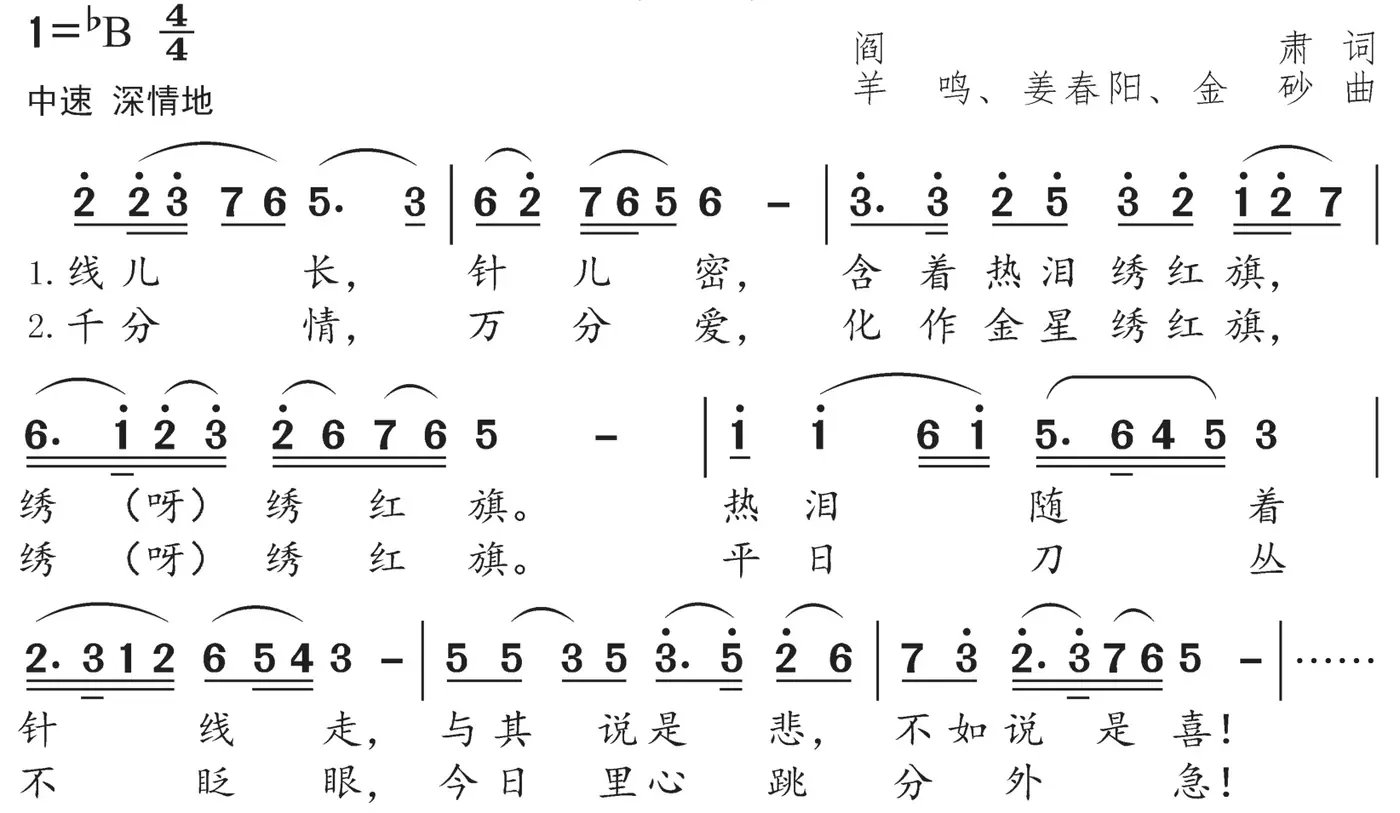 1=♭B 4/4
阎 肃 词
中速 深情地
羊 鸣、姜春阳、金 砂 曲
2̇ 2̇ 3̇ 7 6 5. 3 | 6 2̇ 7 6 5 6 - | 3̇. 3̇ 2̇ 5̇ 3̇ 2̇ 1̇ 2̇ 7 |
1. 线 儿 长, 针 儿 密, 含 着 热 泪 绣 红 旗,
2. 千 分 情, 万 分 爱, 化 作 金 星 绣 红 旗,
6. 1̇ 2̇ 3̇ 2̇ 6 7 6 5 - | 1̇ 1̇ 6 1̇ 5. 6 4 5 3 |
绣 (呀) 绣 红 旗。 热 泪 随 着
绣 (呀) 绣 红 旗。 平 日 刀 丛
2. 3 1 2 6 5 4 3 - | 5 5 3 5 3̇. 5̇ 2̇ 6 | 7 3̇ 2̇. 3̇ 7 6 5 - | ······
针 线 走, 与 其 说 是 悲, 不 如 说 是 喜!
不 眨 眼, 今 日 里 心 跳 分 外 急!